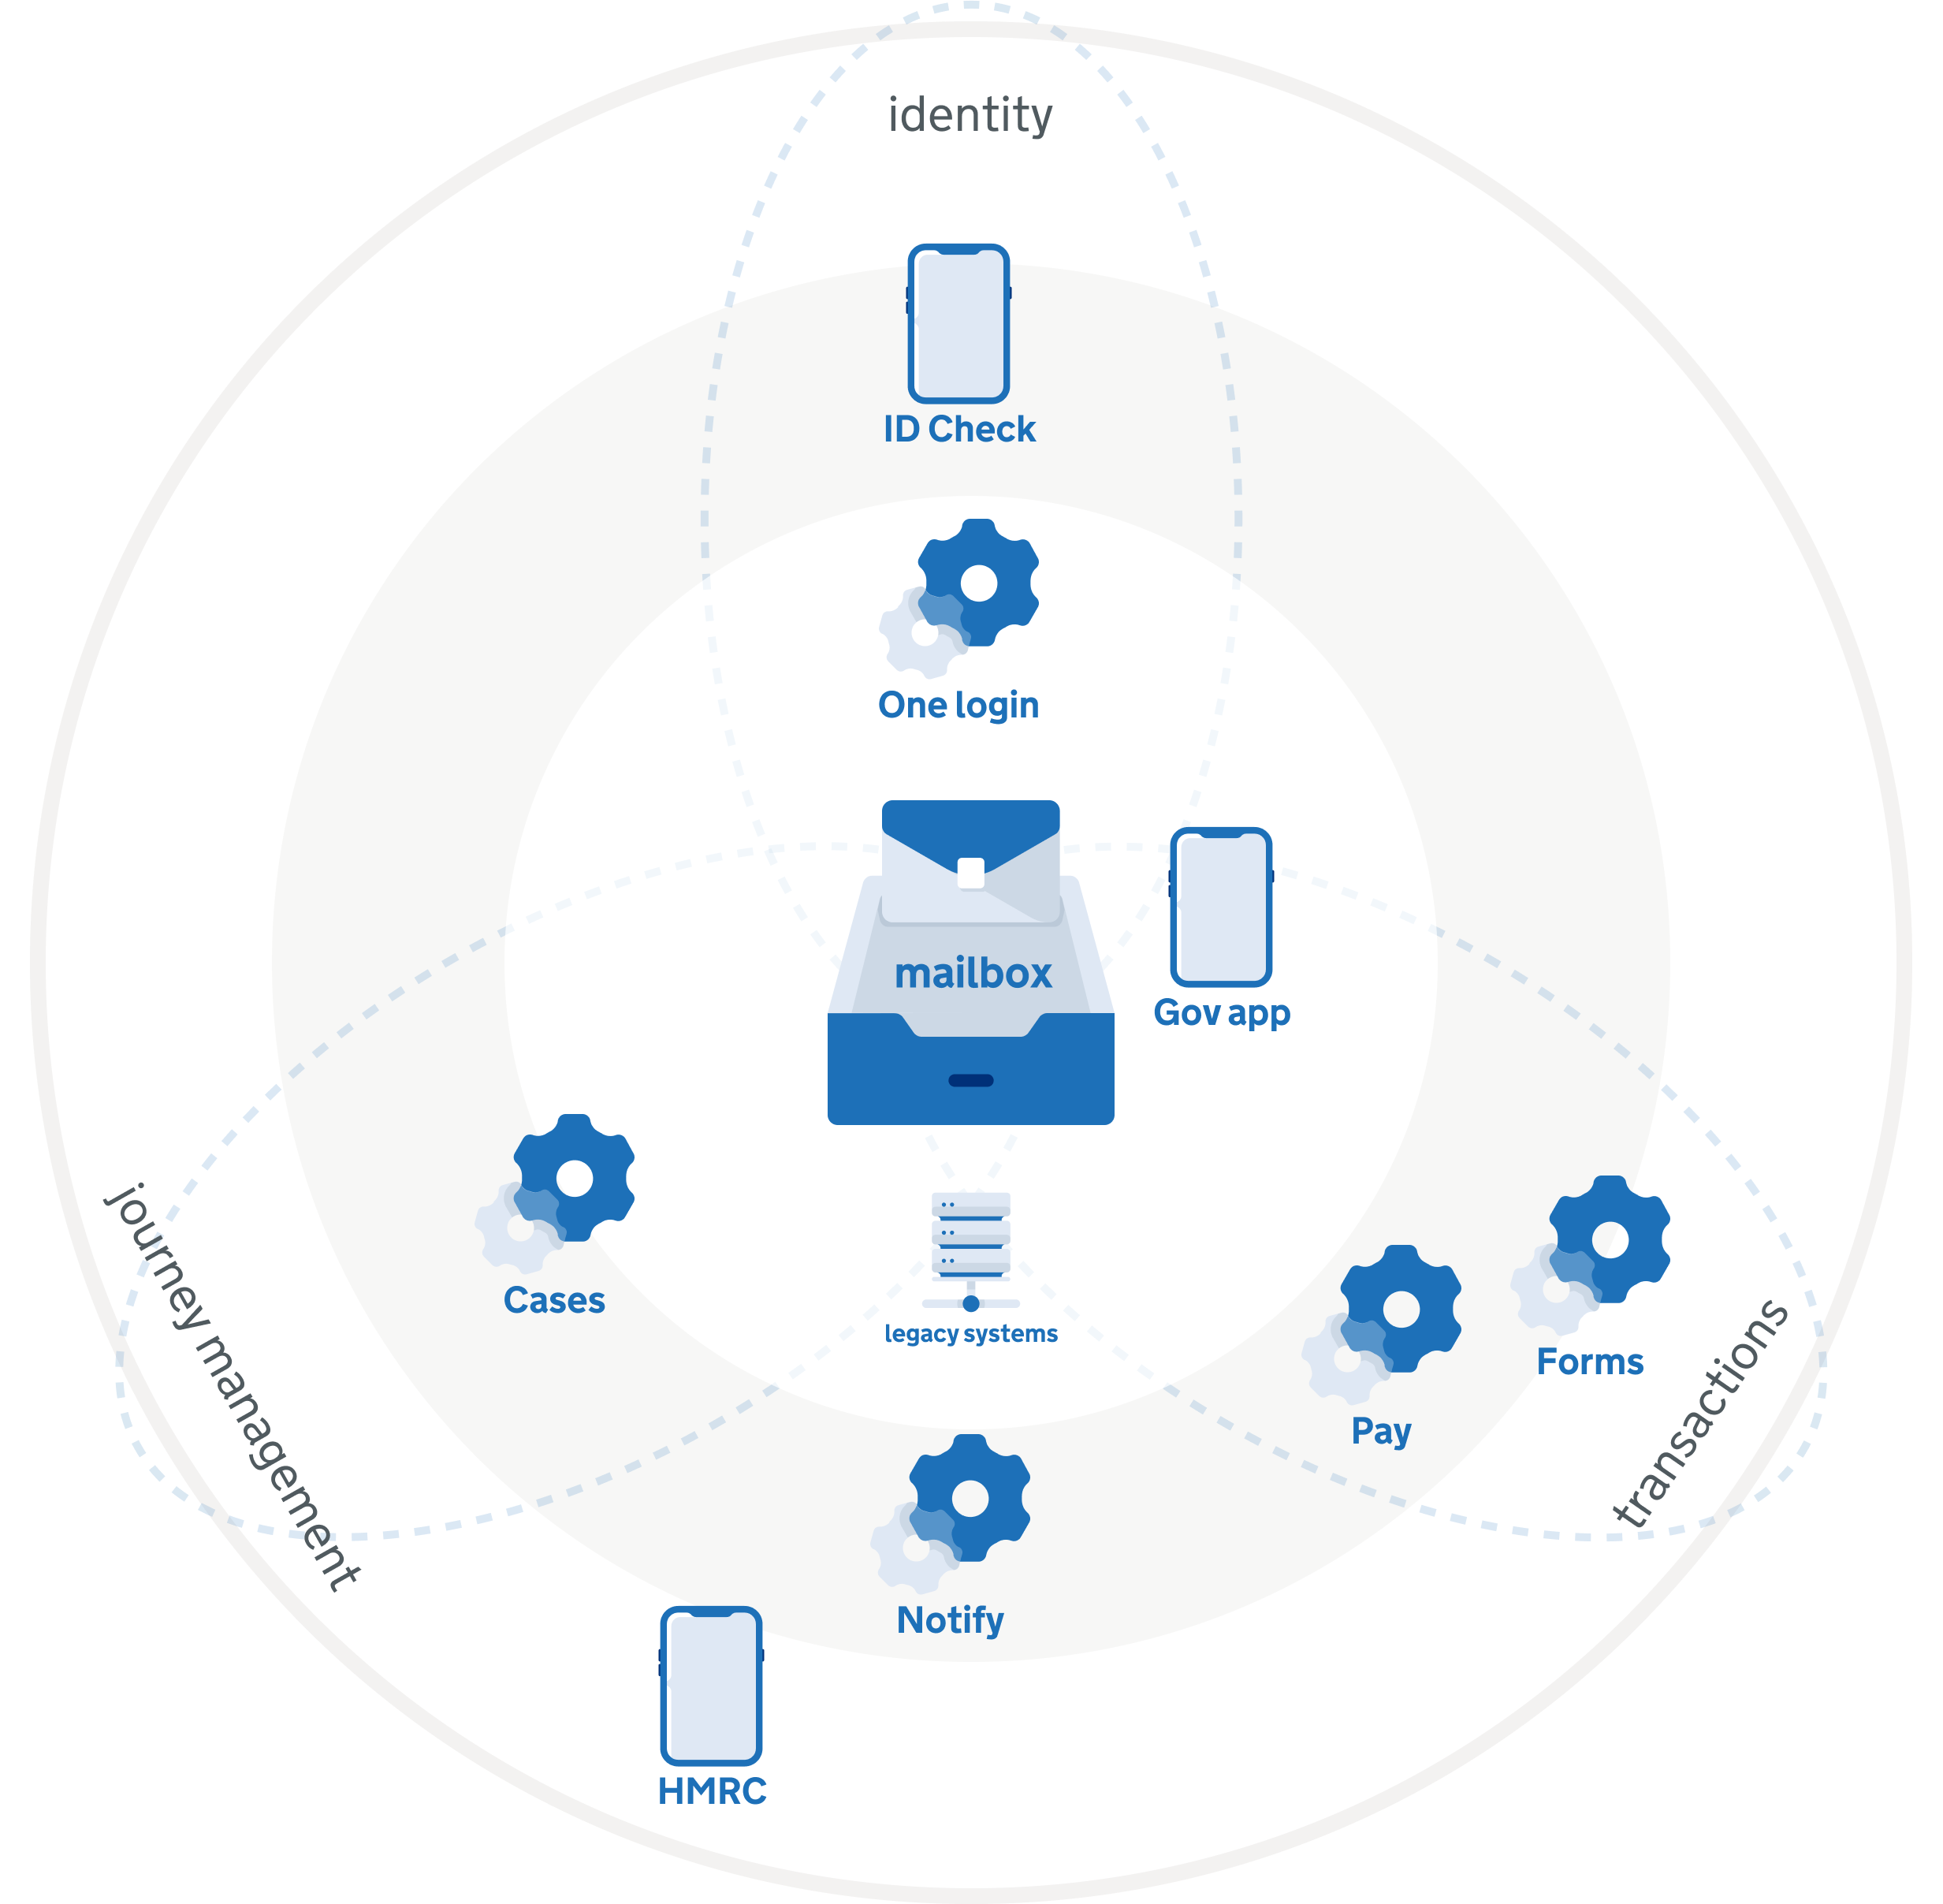 identity
ID Check
One login
mailbox
Gov app
Cases
legacy systems
Forms
Pay
journey management
transactions
Notify
HMRC